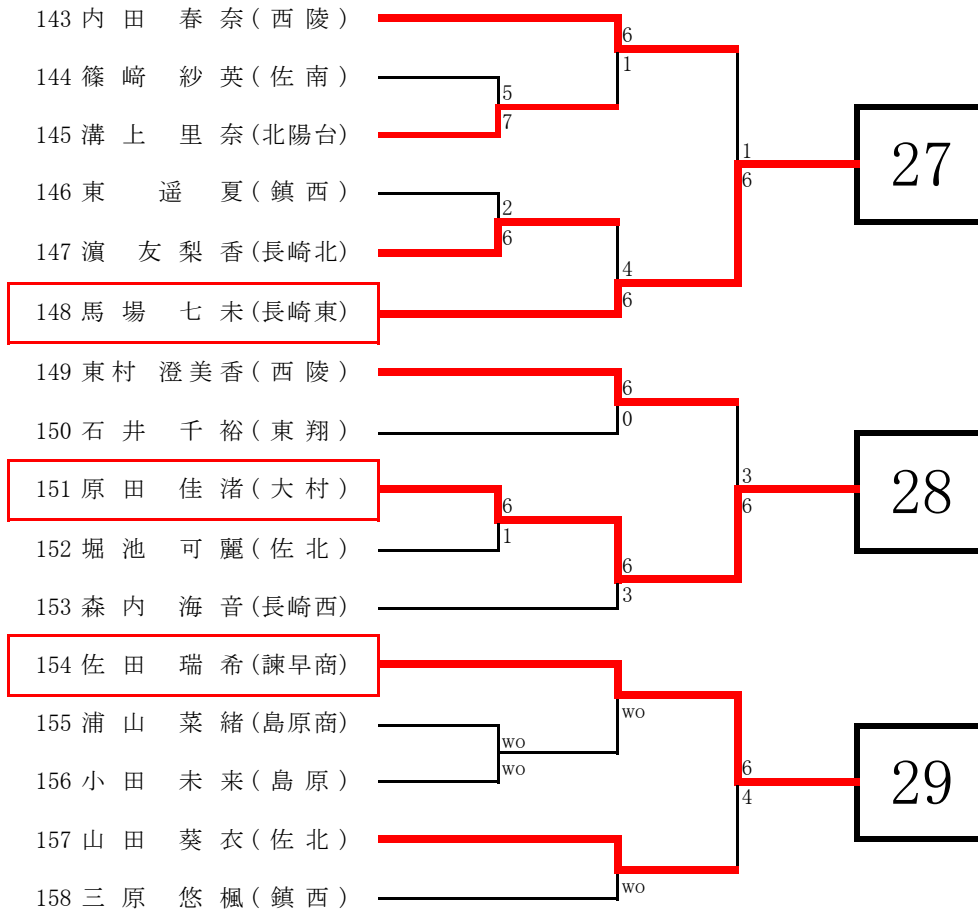 143 内田 春奈(西陵)
6
1
144 篠﨑 紗英(佐南)
5
7
145 溝上 里奈(北陽台)
1
6
27
146 東 遥夏(鎮西)
2
6
147 濵 友梨香(長崎北)
4
6
148 馬場 七未(長崎東)
149 東村 澄美香(西陵)
6
0
150 石井 千裕(東翔)
3
6
28
151 原田 佳渚(大村)
6
1
152 堀池 可麗(佐北)
6
3
153 森内 海音(長崎西)
154 佐田 瑞希(諫早商)
wo
155 浦山 菜緒(島原商)
wo
wo
156 小田 未来(島原)
6
4
29
157 山田 葵衣(佐北)
wo
158 三原 悠楓(鎮西)